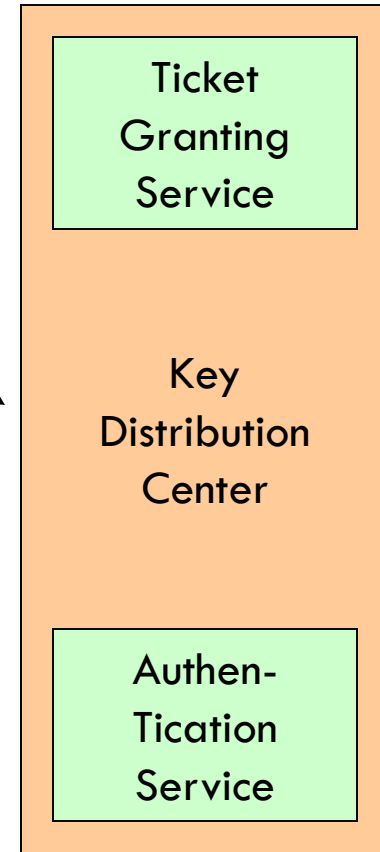 Ticket
Granting
Service
Key
Distribution
Center
Authen-
Tication
Service